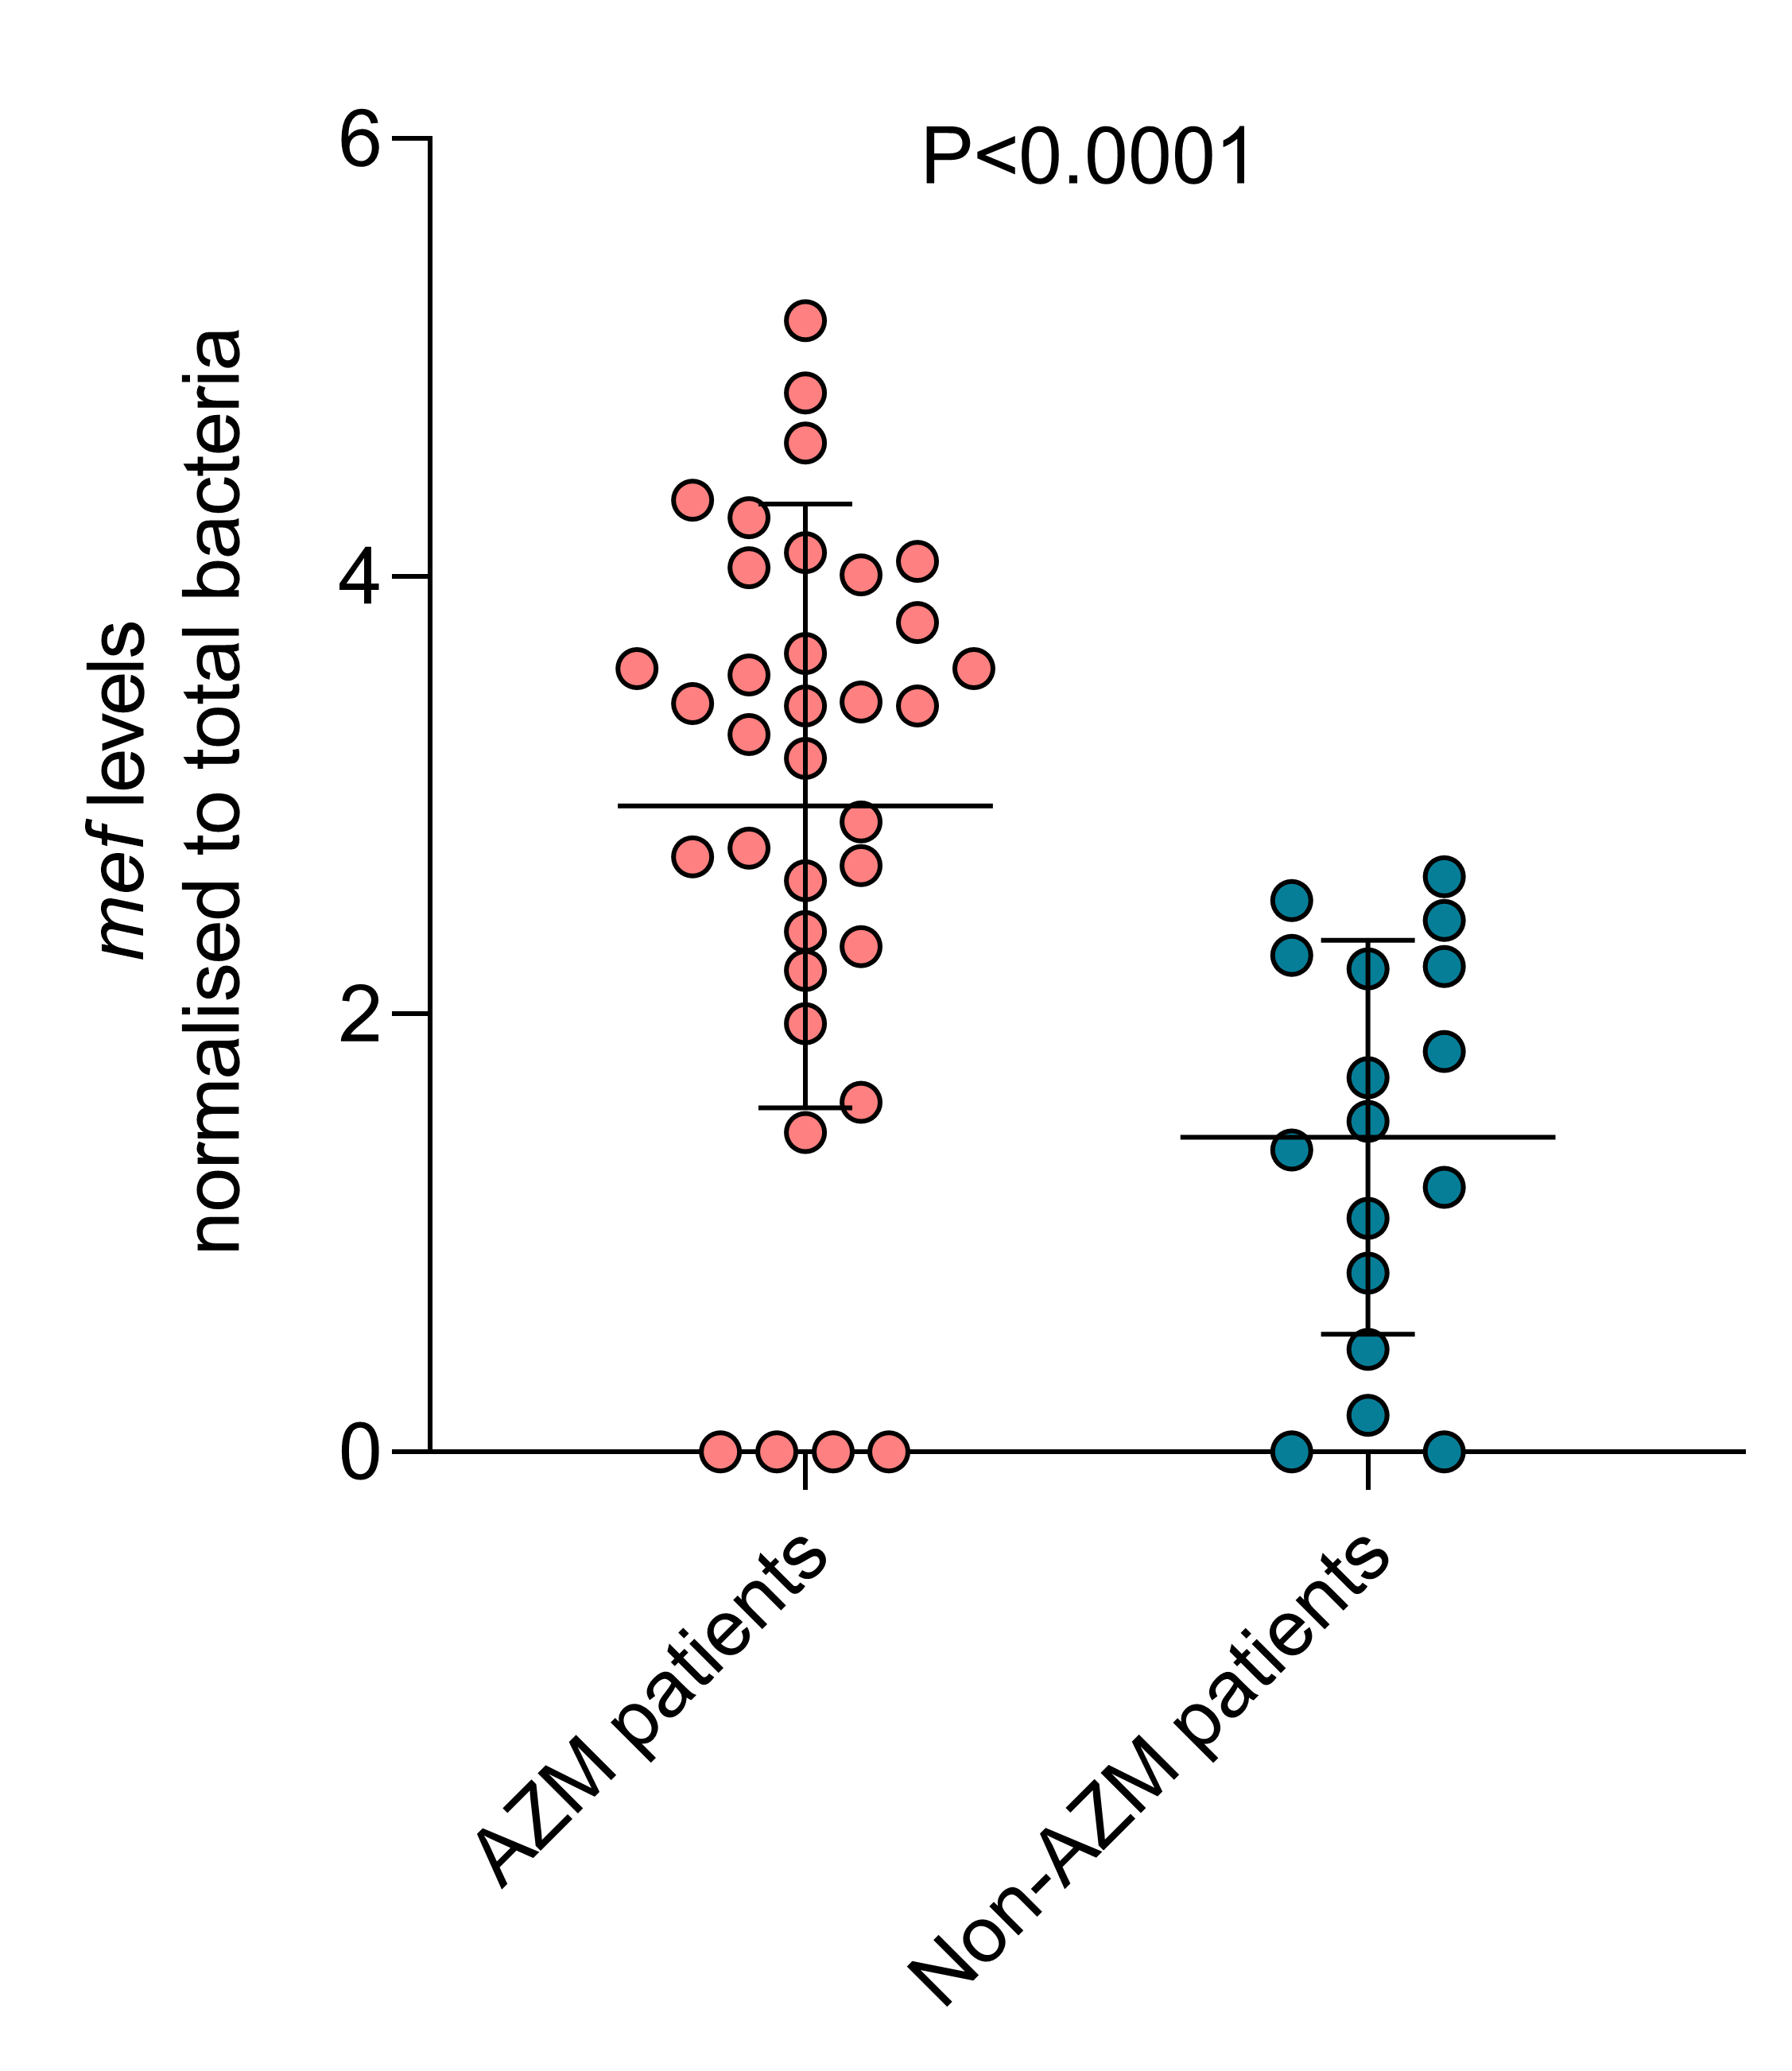 P<0.0001
mef levels
normalised to total bacteria
6
4
2
0
AZM patients
Non-AZM patients